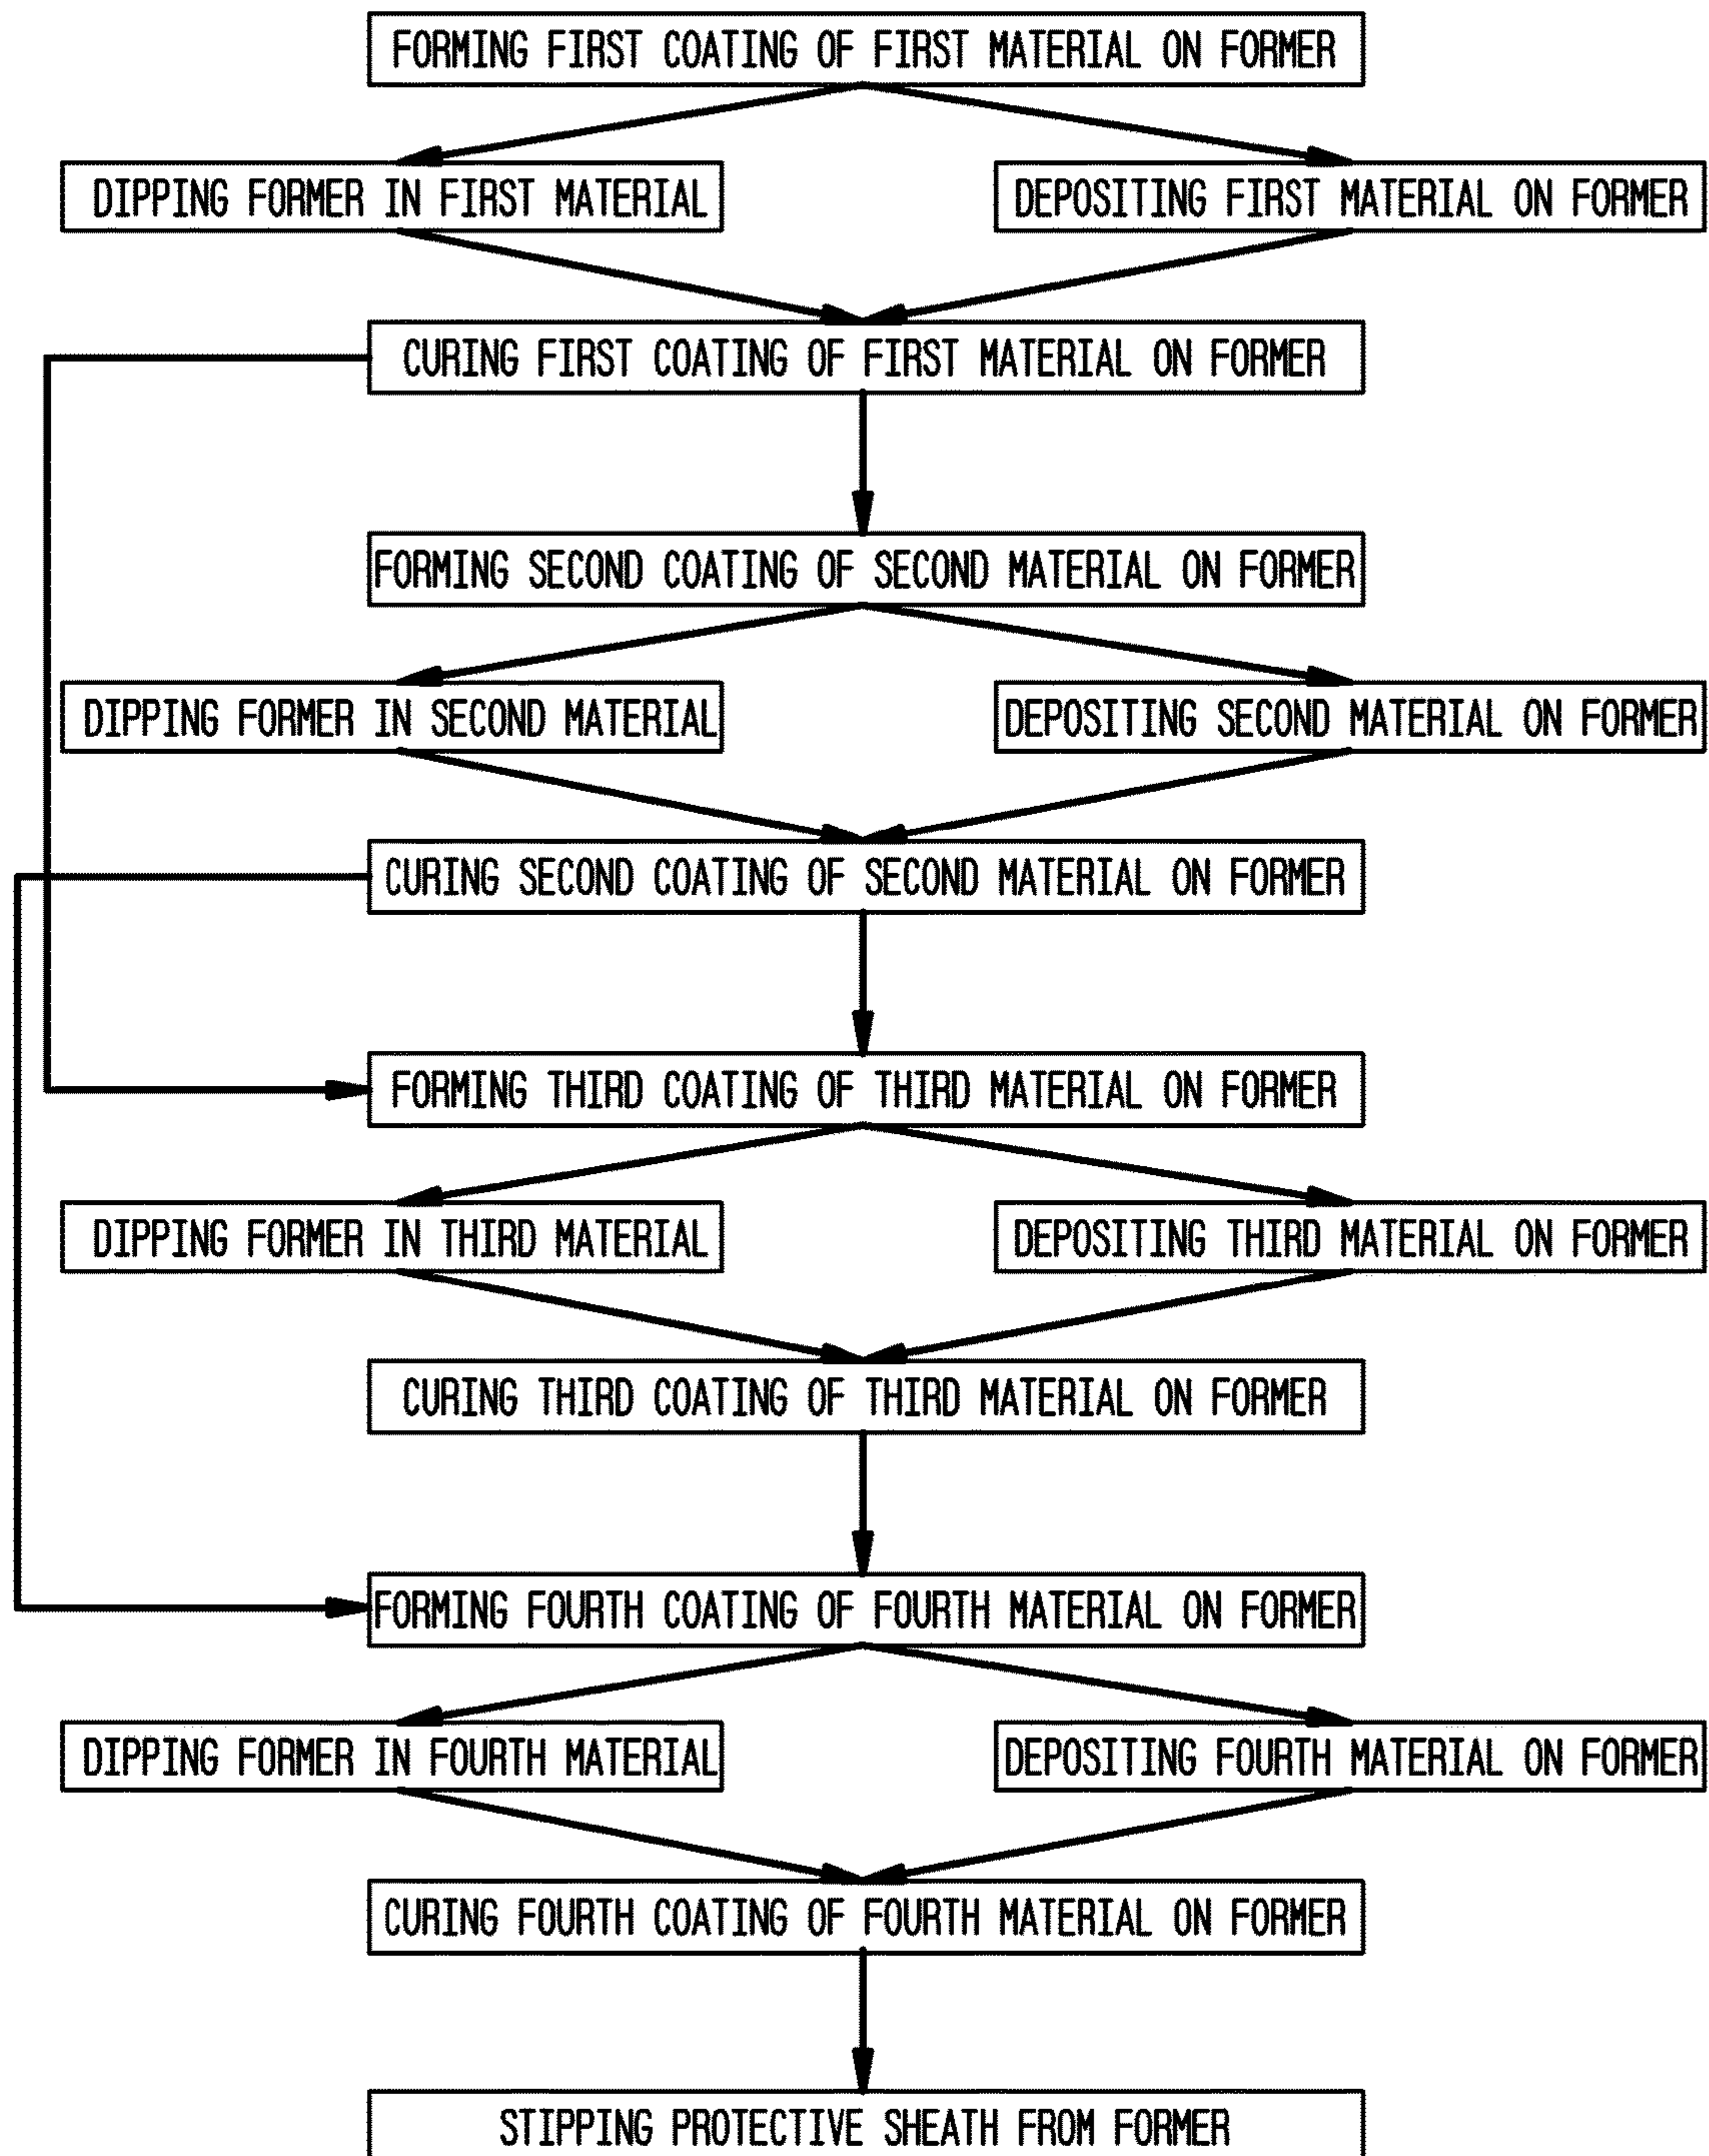 FORMING FIRST COATING OF FIRST MATERIAL ON FORMER
DIPPING FORMER IN FIRST MATERIAL
DEPOSITING FIRST MATERIAL ON FORMER
CURING FIRST COATING OF FIRST MATERIAL ON FORMER
FORMING SECOND COATING OF SECOND MATERIAL ON FORMER
DIPPING FORMER IN SECOND MATERIAL
DEPOSITING SECOND MATERIAL ON FORMER
CURING SECOND COATING OF SECOND MATERIAL ON FORMER
FORMING THIRD COATING OF THIRD MATERIAL ON FORMER
DIPPING FORMER IN THIRD MATERIAL
DEPOSITING THIRD MATERIAL ON FORMER
CURING THIRD COATING OF THIRD MATERIAL ON FORMER
FORMING FOURTH COATING OF FOURTH MATERIAL ON FORMER
DIPPING FORMER IN FOURTH MATERIAL
DEPOSITING FOURTH MATERIAL ON FORMER
CURING FOURTH COATING OF FOURTH MATERIAL ON FORMER
STIPPING PROTECTIVE SHEATH FROM FORMER